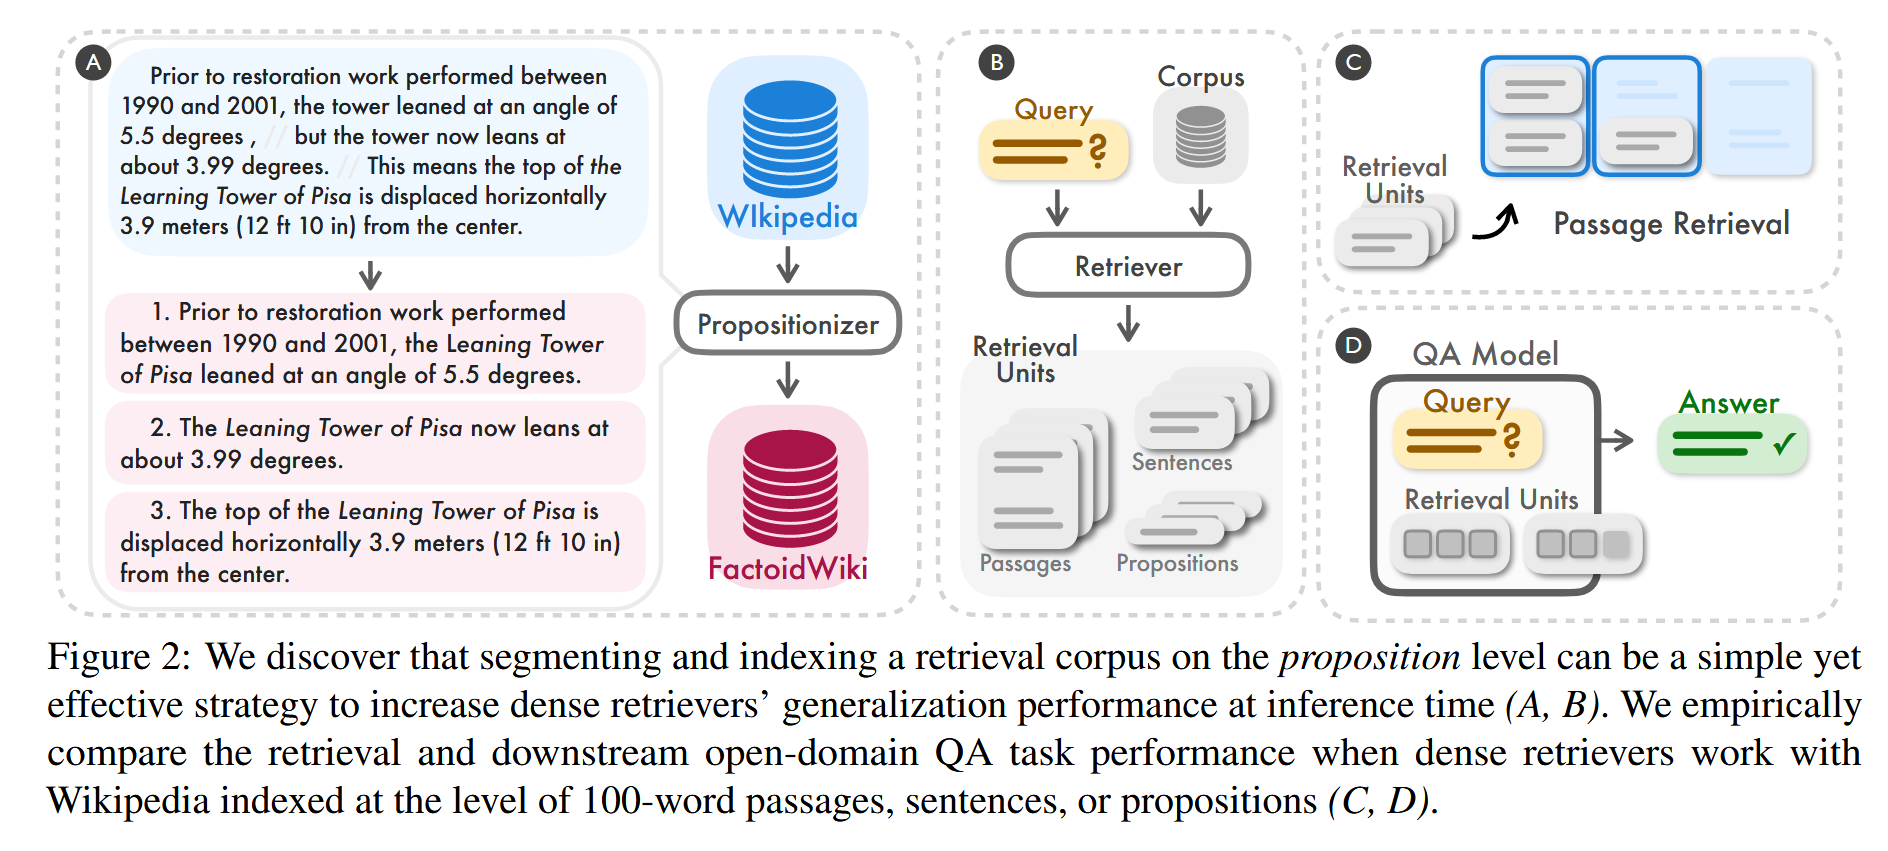 A
Prior to restoration work performed between
1990 and 2001, the tower leaned at an angle of
5.5 degrees , // but the tower now leans at
about 3.99 degrees. // This means the top of the
Learning Tower of Pisa is displaced horizontally
3.9 meters (12 ft 10 in) from the center.
1. Prior to restoration work performed
between 1990 and 2001, the Leaning Tower
of Pisa leaned at an angle of 5.5 degrees.
2. The Leaning Tower of Pisa now leans at
about 3.99 degrees.
3. The top of the Leaning Tower of Pisa is
displaced horizontally 3.9 meters (12 ft 10 in)
from the center.
WIkipedia
Propositionizer
FactoidWiki
B
Query
?
Corpus
Retriever
Retrieval
Units
Passages
Sentences
Propositions
C
Retrieval
Units
Passage Retrieval
D
QA Model
Query
?
Retrieval Units
Answer
✓
Figure 2: We discover that segmenting and indexing a retrieval corpus on the proposition level can be a simple yet
effective strategy to increase dense retrievers’ generalization performance at inference time (A, B). We empirically
compare the retrieval and downstream open-domain QA task performance when dense retrievers work with
Wikipedia indexed at the level of 100-word passages, sentences, or propositions (C, D).